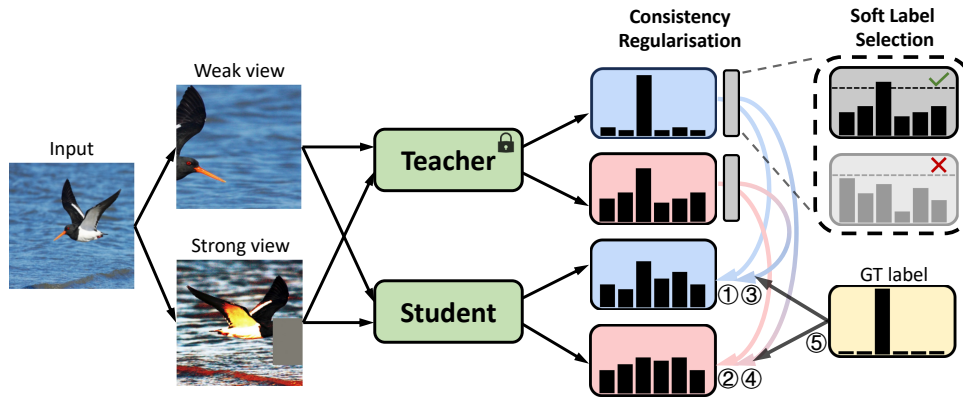 Consistency
Regularisation
Soft Label
Selection
Weak view
Input
Teacher
Strong view
Student
GT label
①③
⑤
②④